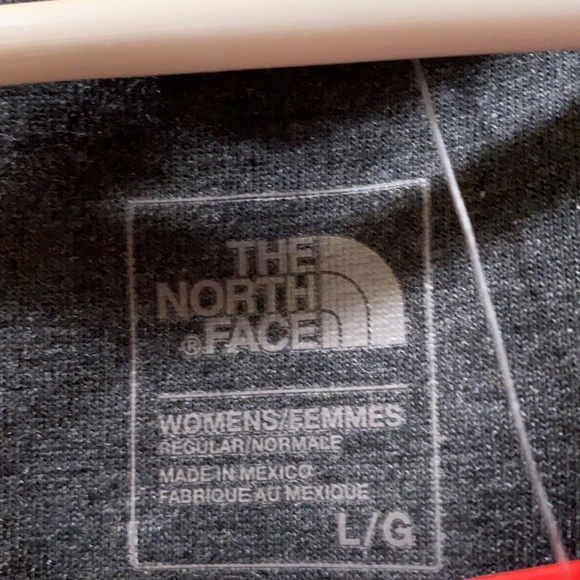 THE
NORTH
®FACE
WOMENS/FEMMES
REGULAR/NORMALE
MADE IN MEXICO
FABRIQUE AU MEXIQUE
L/G